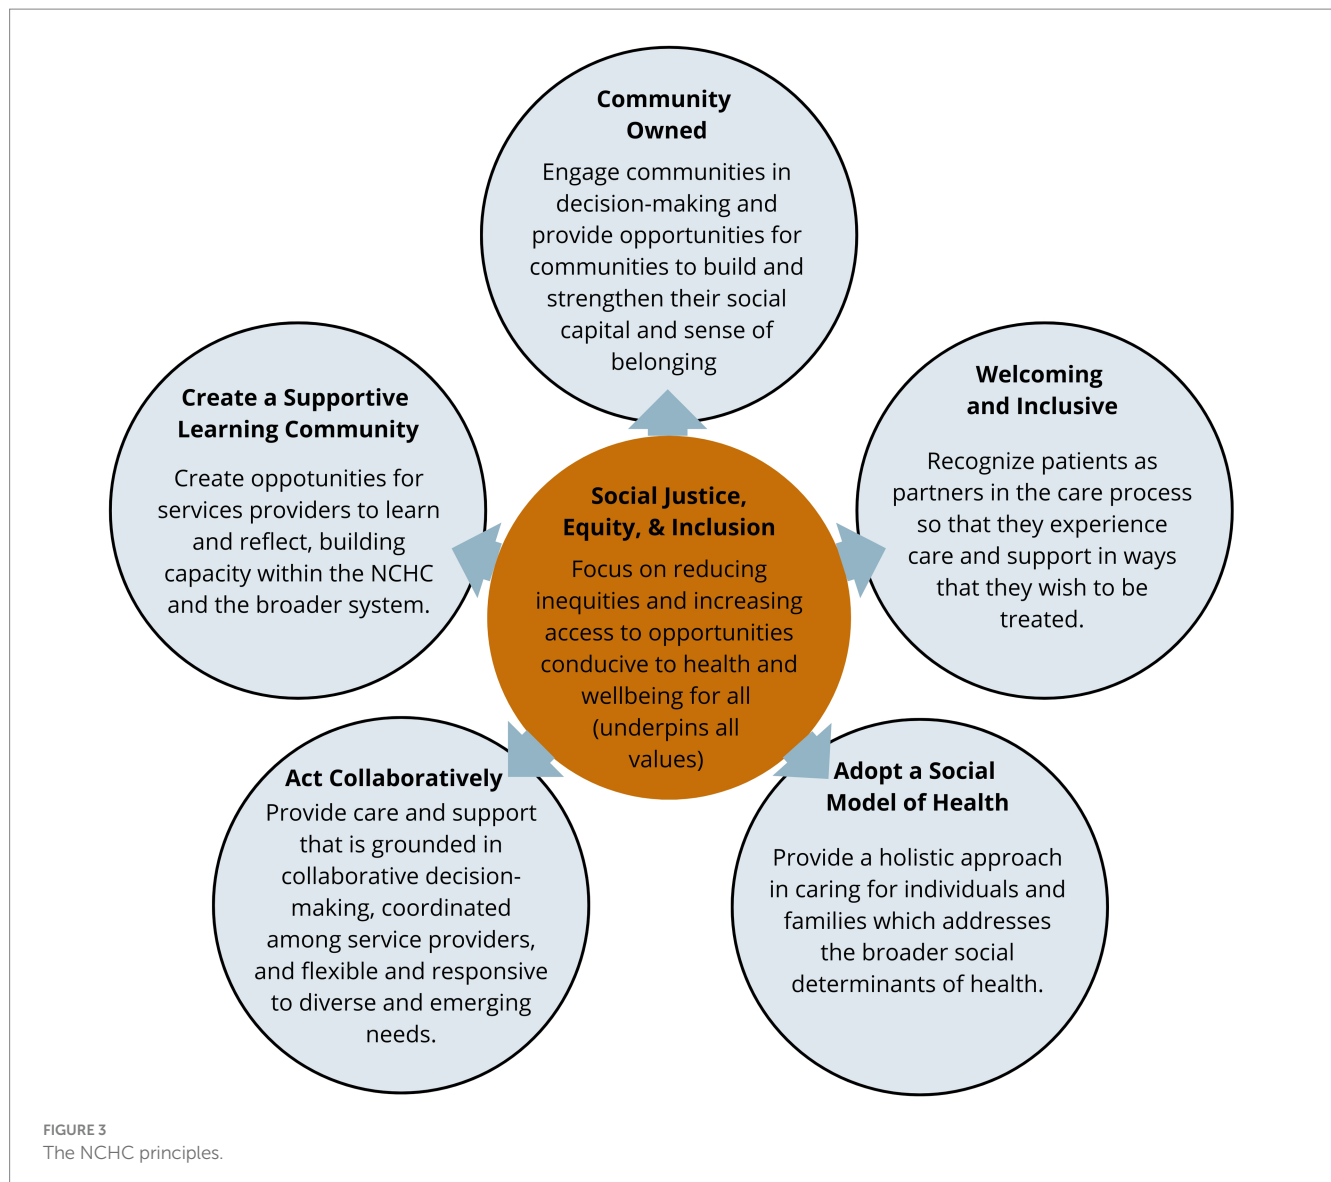 Community
Owned
Engage communities in
decision-making and
provide opportunities for
communities to build and
strengthen their social
capital and sense of
belonging
Welcoming
and Inclusive
Recognize patients as
partners in the care process
so that they experience
care and support in ways
that they wish to be
treated.
Create a Supportive
Learning Community
Create oppotunities for
services providers to learn
and reflect, building
capacity within the NCHC
and the broader system.
Social Justice,
Equity, & Inclusion
Focus on reducing
inequities and increasing
access to opportunities
conducive to health and
wellbeing for all
(underpins all
values)
Act Collaboratively
Provide care and support
that is grounded in
collaborative decision-
making, coordinated
among service providers,
and flexible and responsive
to diverse and emerging
needs.
Adopt a Social
Model of Health
Provide a holistic approach
in caring for individuals and
families which addresses
the broader social
determinants of health.
FIGURE 3
The NCHC principles.